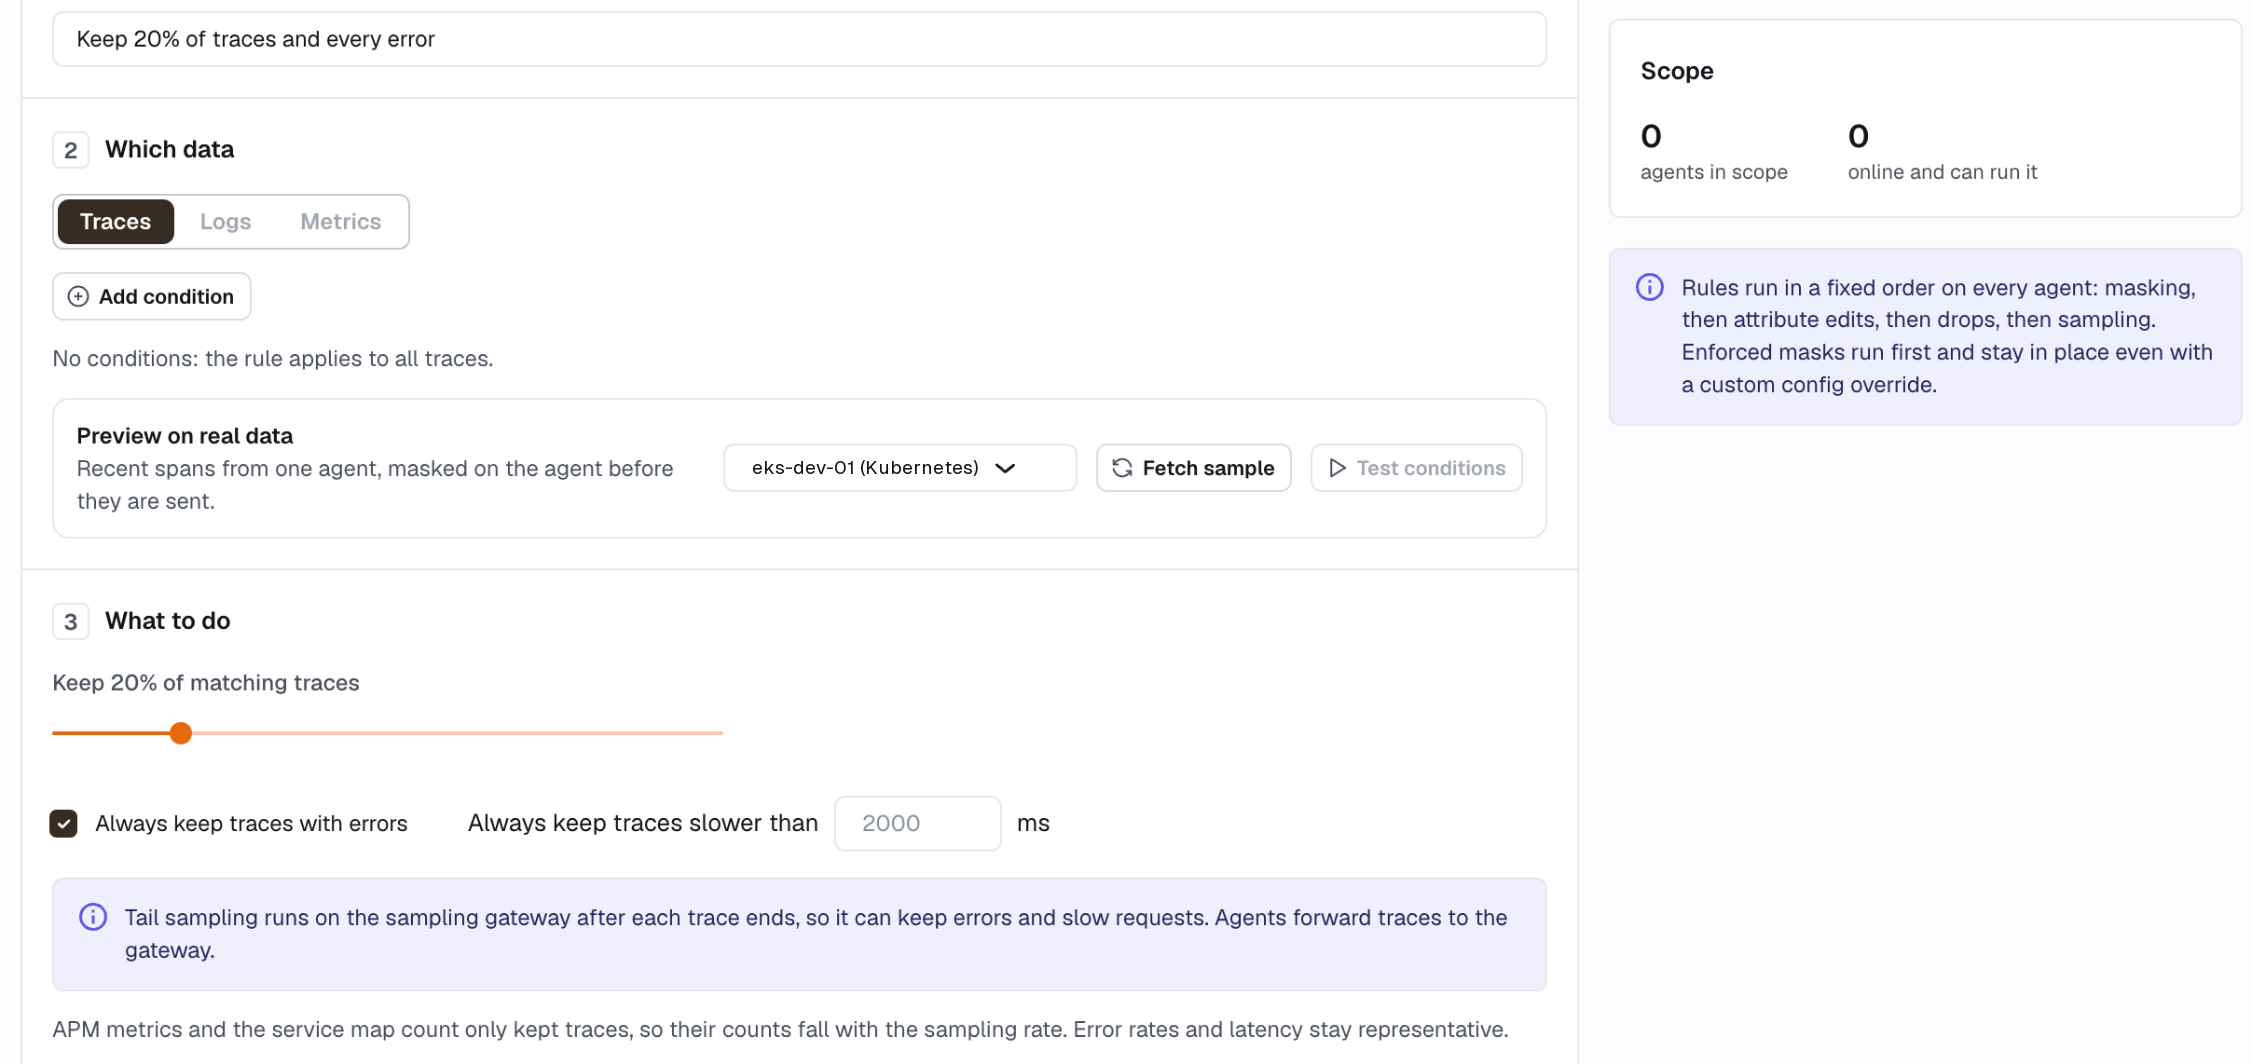 Keep 20% of traces and every error
2 Which data
Traces Logs Metrics
Add condition
No conditions: the rule applies to all traces.
Preview on real data
Recent spans from one agent, masked on the agent before
they are sent.
eks-dev-01 (Kubernetes)
Fetch sample
Test conditions
3 What to do
Keep 20% of matching traces
Always keep traces with errors
Always keep traces slower than 2000 ms
Tail sampling runs on the sampling gateway after each trace ends, so it can keep errors and slow requests. Agents forward traces to the
gateway.
APM metrics and the service map count only kept traces, so their counts fall with the sampling rate. Error rates and latency stay representative.
Scope
0 0
agents in scope online and can run it
Rules run in a fixed order on every agent: masking,
then attribute edits, then drops, then sampling.
Enforced masks run first and stay in place even with
a custom config override.